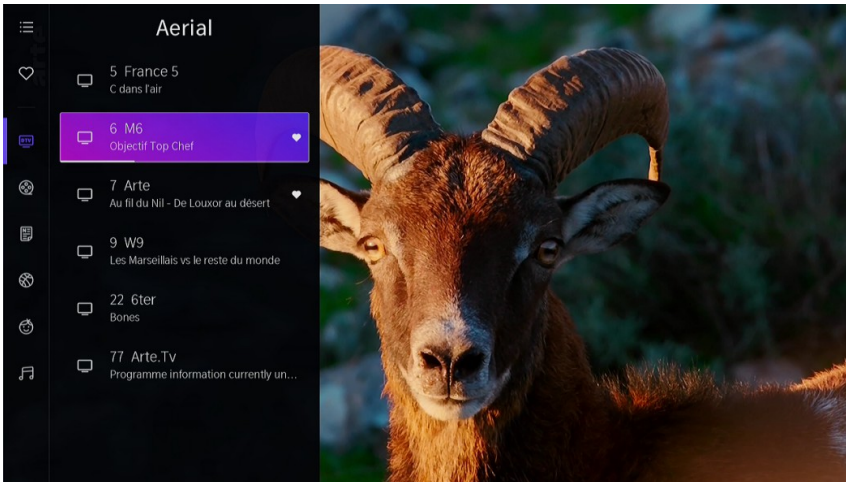 Aerial
5 France 5
C dans l'air
6 M6
Objectif Top Chef
7 Arte
Au fil du Nil - De Louxor au désert
9 W9
Les Marseillais vs le reste du monde
22 6ter
Bones
77 Arte.Tv
Programme information currently un...
DTV